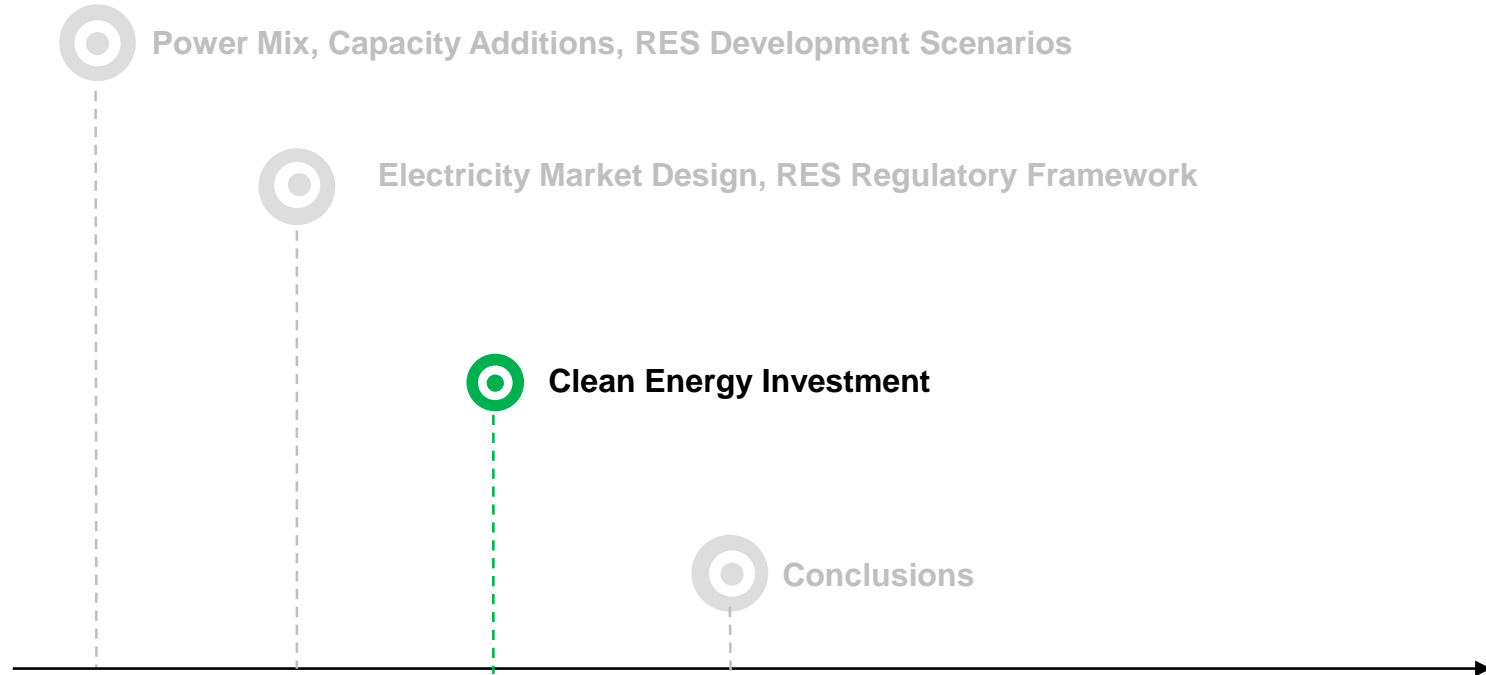 Power Mix, Capacity Additions, RES Development Scenarios
Electricity Market Design, RES Regulatory Framework
Clean Energy Investment
Conclusions